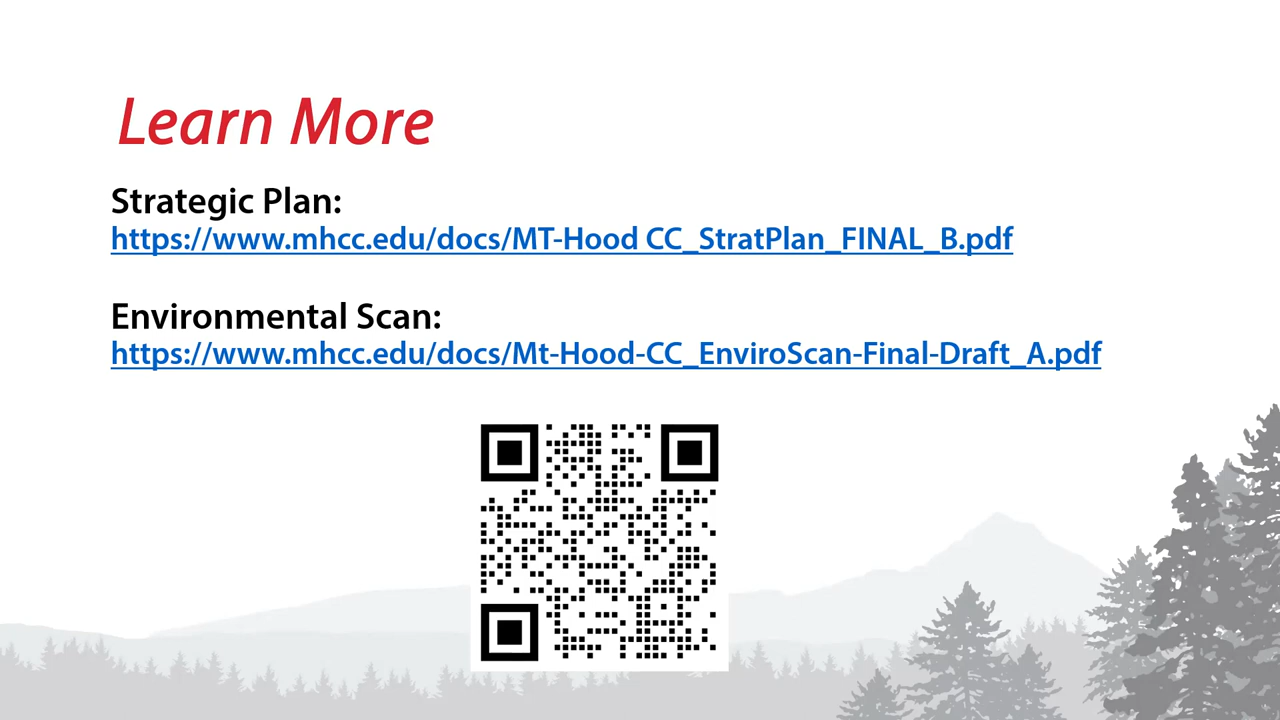 Learn More
Strategic Plan:
https://www.mhcc.edu/docs/MT-Hood CC_StratPlan_FINAL_B.pdf
Environmental Scan:
https://www.mhcc.edu/docs/Mt-Hood-CC_EnviroScan-Final-Draft_A.pdf